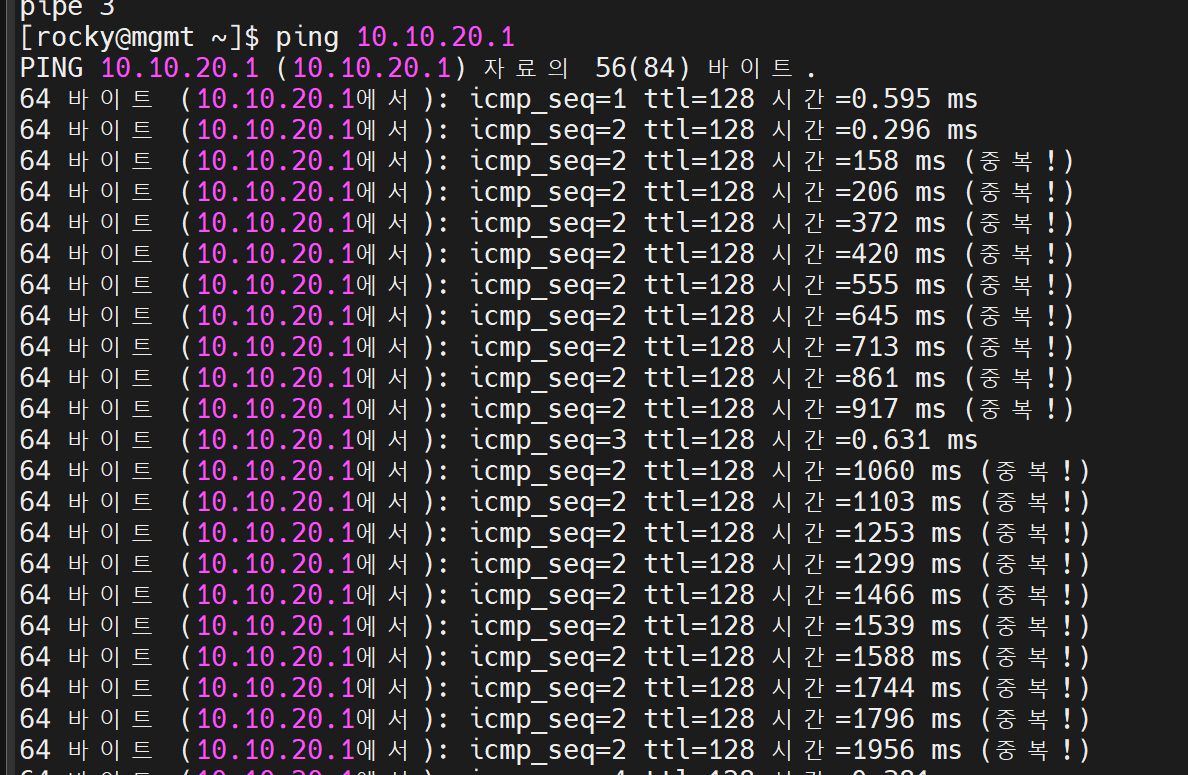 pipe 3
[rocky@mgmt ~]$ ping 10.10.20.1
PING 10.10.20.1 (10.10.20.1) 자료의 56(84) 바이트.
64 바이트 (10.10.20.1에서): icmp_seq=1 ttl=128 시간=0.595 ms
64 바이트 (10.10.20.1에서): icmp_seq=2 ttl=128 시간=0.296 ms
64 바이트 (10.10.20.1에서): icmp_seq=2 ttl=128 시간=158 ms (중복!)
64 바이트 (10.10.20.1에서): icmp_seq=2 ttl=128 시간=206 ms (중복!)
64 바이트 (10.10.20.1에서): icmp_seq=2 ttl=128 시간=372 ms (중복!)
64 바이트 (10.10.20.1에서): icmp_seq=2 ttl=128 시간=420 ms (중복!)
64 바이트 (10.10.20.1에서): icmp_seq=2 ttl=128 시간=555 ms (중복!)
64 바이트 (10.10.20.1에서): icmp_seq=2 ttl=128 시간=645 ms (중복!)
64 바이트 (10.10.20.1에서): icmp_seq=2 ttl=128 시간=713 ms (중복!)
64 바이트 (10.10.20.1에서): icmp_seq=2 ttl=128 시간=861 ms (중복!)
64 바이트 (10.10.20.1에서): icmp_seq=2 ttl=128 시간=917 ms (중복!)
64 바이트 (10.10.20.1에서): icmp_seq=3 ttl=128 시간=0.631 ms
64 바이트 (10.10.20.1에서): icmp_seq=2 ttl=128 시간=1060 ms (중복!)
64 바이트 (10.10.20.1에서): icmp_seq=2 ttl=128 시간=1103 ms (중복!)
64 바이트 (10.10.20.1에서): icmp_seq=2 ttl=128 시간=1253 ms (중복!)
64 바이트 (10.10.20.1에서): icmp_seq=2 ttl=128 시간=1299 ms (중복!)
64 바이트 (10.10.20.1에서): icmp_seq=2 ttl=128 시간=1466 ms (중복!)
64 바이트 (10.10.20.1에서): icmp_seq=2 ttl=128 시간=1539 ms (중복!)
64 바이트 (10.10.20.1에서): icmp_seq=2 ttl=128 시간=1588 ms (중복!)
64 바이트 (10.10.20.1에서): icmp_seq=2 ttl=128 시간=1744 ms (중복!)
64 바이트 (10.10.20.1에서): icmp_seq=2 ttl=128 시간=1796 ms (중복!)
64 바이트 (10.10.20.1에서): icmp_seq=2 ttl=128 시간=1956 ms (중복!)